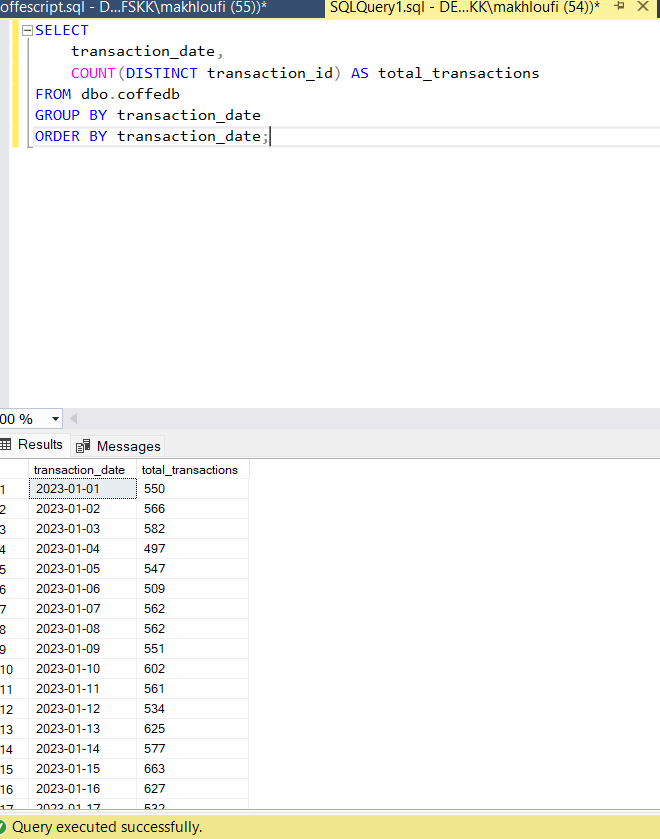 offescript.sql - D...FSKK\makhloufi (55))*
SQLQuery1.sql - DE...KK\makhloufi (54))*
SELECT
transaction_date,
COUNT(DISTINCT transaction_id) AS total_transactions
FROM dbo.coffedb
GROUP BY transaction_date
ORDER BY transaction_date;
00 %
Results
Messages
transaction_date total_transactions
1 2023-01-01 550
2 2023-01-02 566
3 2023-01-03 582
4 2023-01-04 497
5 2023-01-05 547
6 2023-01-06 509
7 2023-01-07 562
8 2023-01-08 562
9 2023-01-09 551
10 2023-01-10 602
11 2023-01-11 561
12 2023-01-12 534
13 2023-01-13 625
14 2023-01-14 577
15 2023-01-15 663
16 2023-01-16 627
17 2023-01-17 532
Query executed successfully.